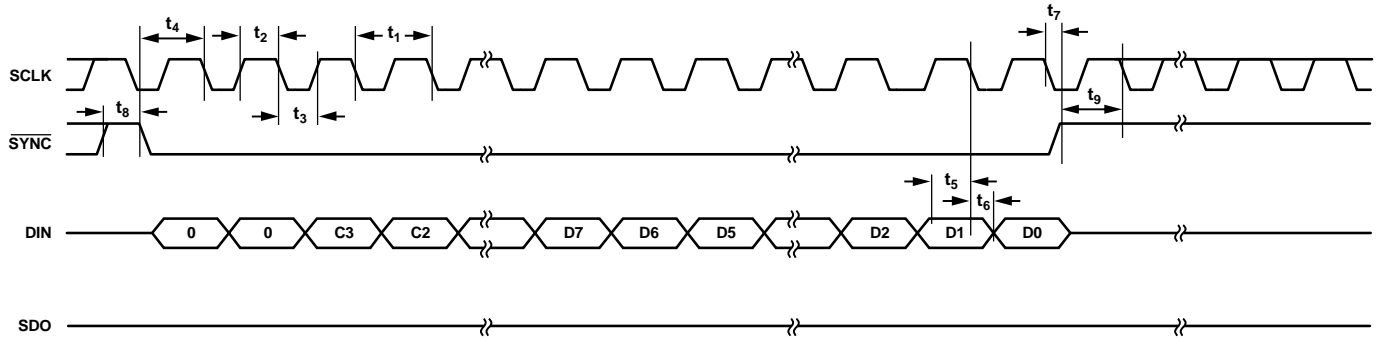 t4
t2
t1
t7
SCLK
t8
t3
t9
SYNC
t5
t6
DIN
0
0
C3
C2
D7
D6
D5
D2
D1
D0
SDO